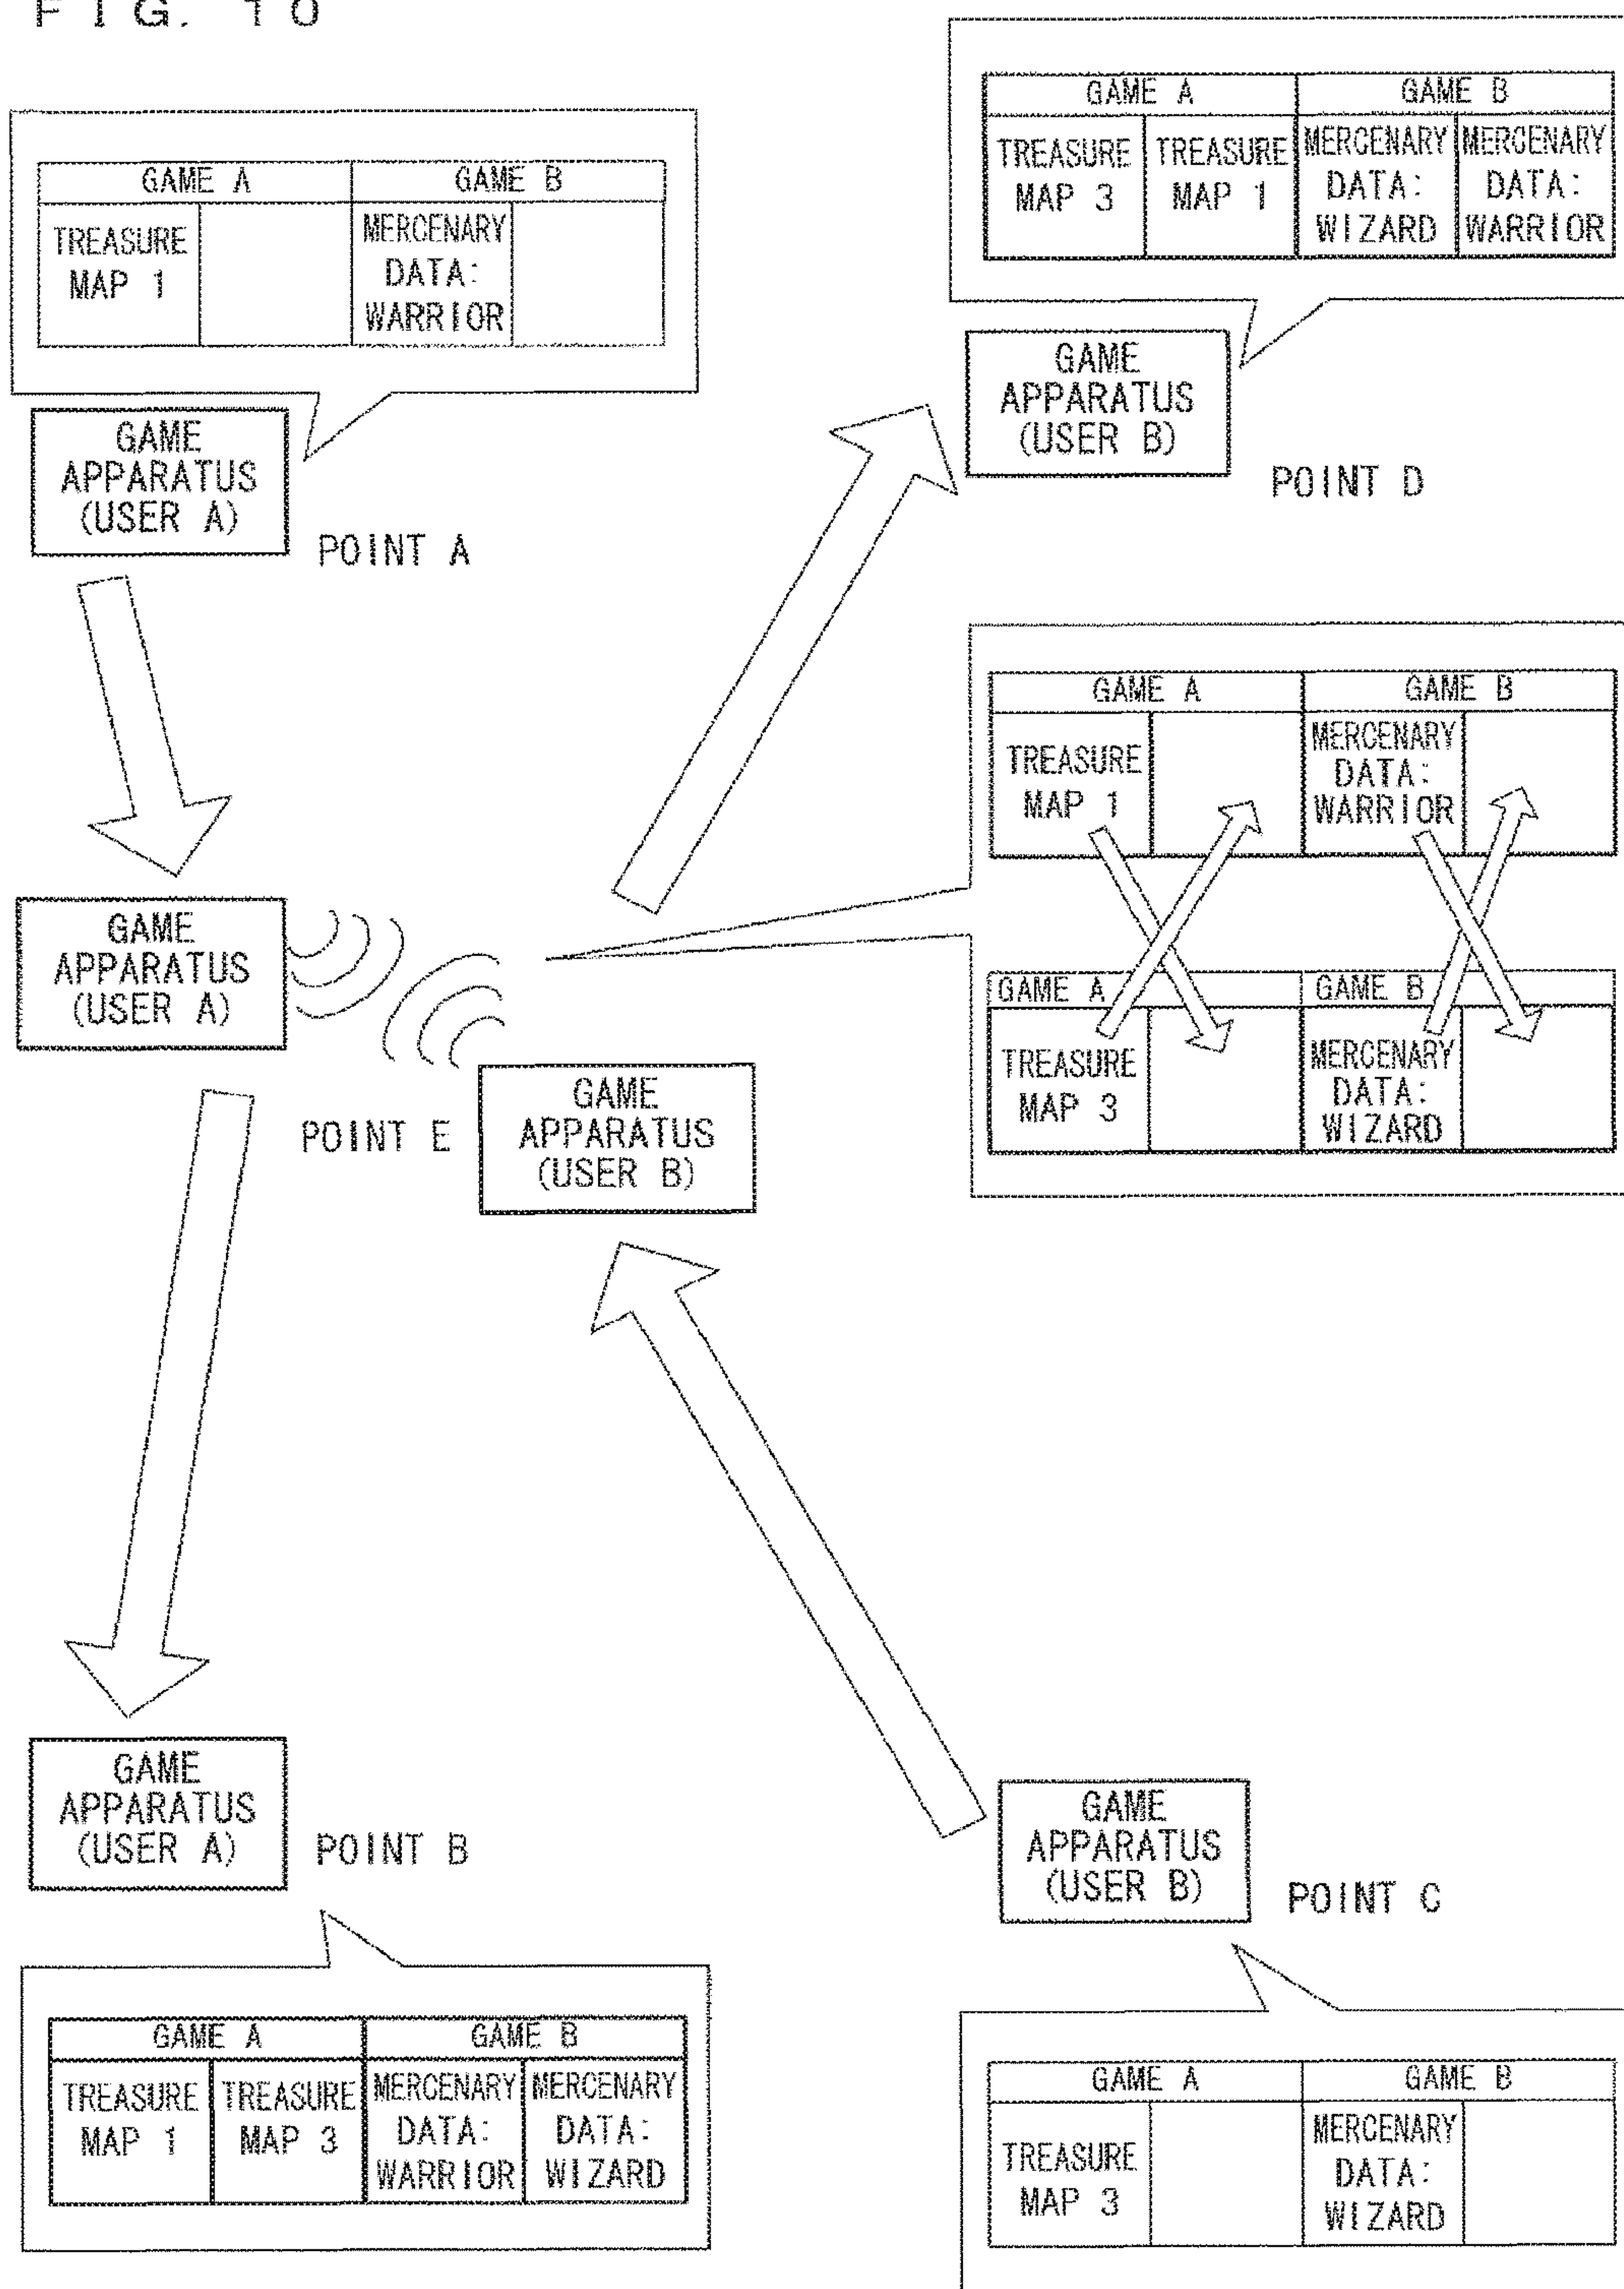 FIG. 10
GAME A GAME B
TREASURE MAP 1
MERCENARY DATA: WARRIOR
GAME
APPARATUS
(USER A)
POINT A
GAME A GAME B
TREASURE MAP 3
TREASURE MAP 1
MERCENARY DATA: WIZARD
MERCENARY DATA: WARRIOR
GAME
APPARATUS
(USER B)
POINT D
GAME A GAME B
TREASURE MAP 1
MERCENARY DATA: WARRIOR
GAME A GAME B
TREASURE MAP 3
MERCENARY DATA: WIZARD
GAME
APPARATUS
(USER A)
POINT E
GAME
APPARATUS
(USER B)
GAME
APPARATUS
(USER A)
POINT B
GAME A GAME B
TREASURE MAP 1
TREASURE MAP 3
MERCENARY DATA: WARRIOR
MERCENARY DATA: WIZARD
GAME
APPARATUS
(USER B)
POINT C
GAME A GAME B
TREASURE MAP 3
MERCENARY DATA: WIZARD